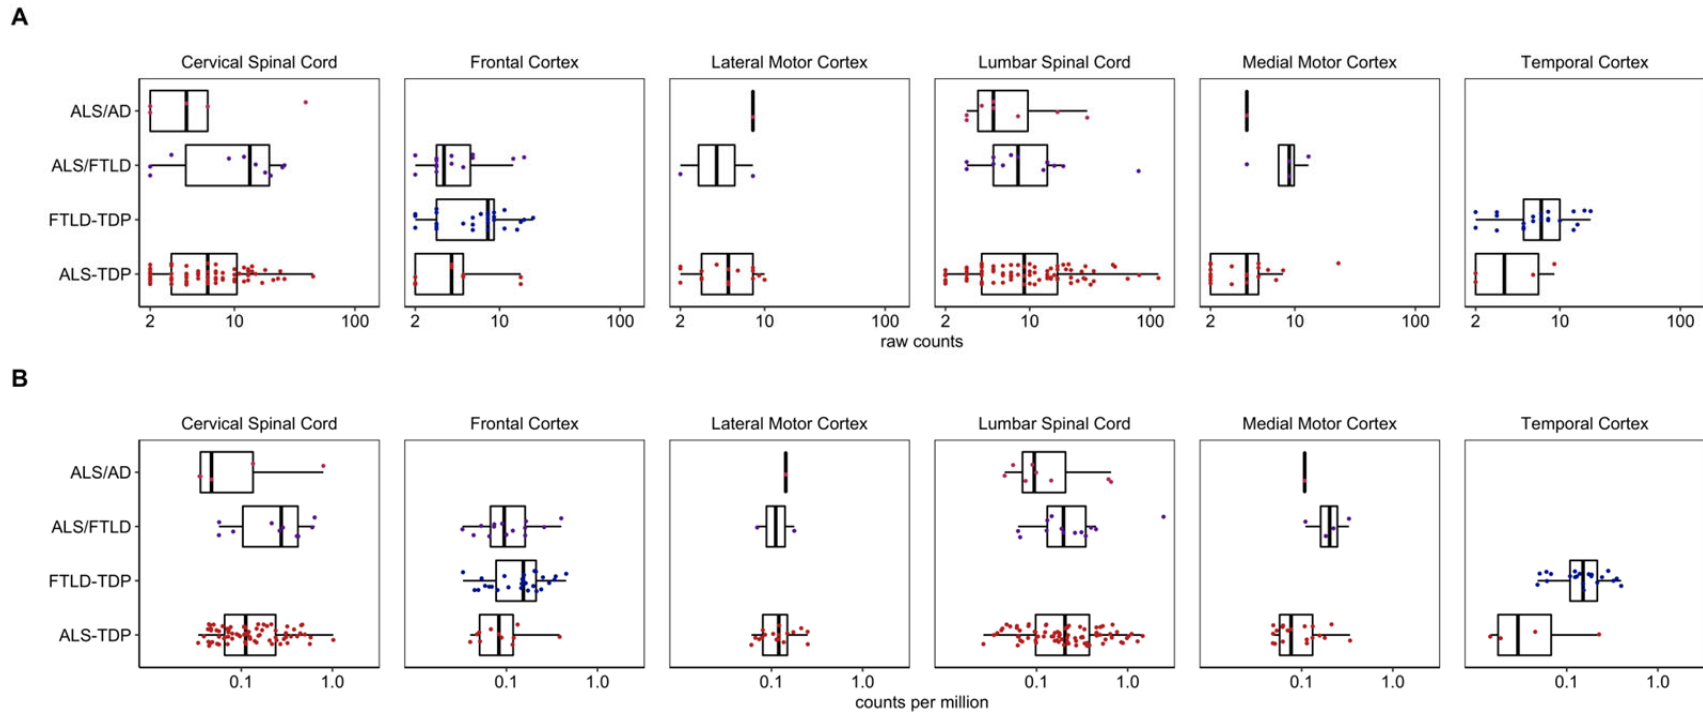 A
Cervical Spinal Cord Frontal Cortex Lateral Motor Cortex Lumbar Spinal Cord Medial Motor Cortex Temporal Cortex
ALS/AD
ALS/FTLD
FTLD-TDP
ALS-TDP
2 10 100 2 10 100 2 10 100 2 10 100 2 10 100 2 10 100
raw counts
B
Cervical Spinal Cord Frontal Cortex Lateral Motor Cortex Lumbar Spinal Cord Medial Motor Cortex Temporal Cortex
ALS/AD
ALS/FTLD
FTLD-TDP
ALS-TDP
0.1 1.0 0.1 1.0 0.1 1.0 0.1 1.0 0.1 1.0 0.1 1.0
counts per million